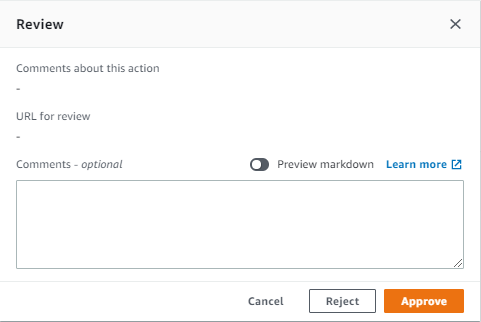 Review
Comments about this action
-
URL for review
-
Comments - optional Preview markdown Learn more
Cancel Reject Approve